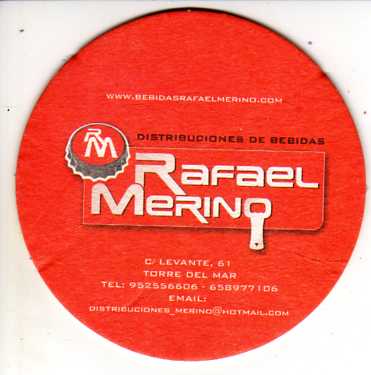 www.bebidasrafaelmerino.com
Distribuciones de Bebidas
RM
Rafael
Merino
C/ Levante, 61
Torre del Mar
Tel: 952556606 - 658977106
Email:
distribuciones_merino@hotmail.com